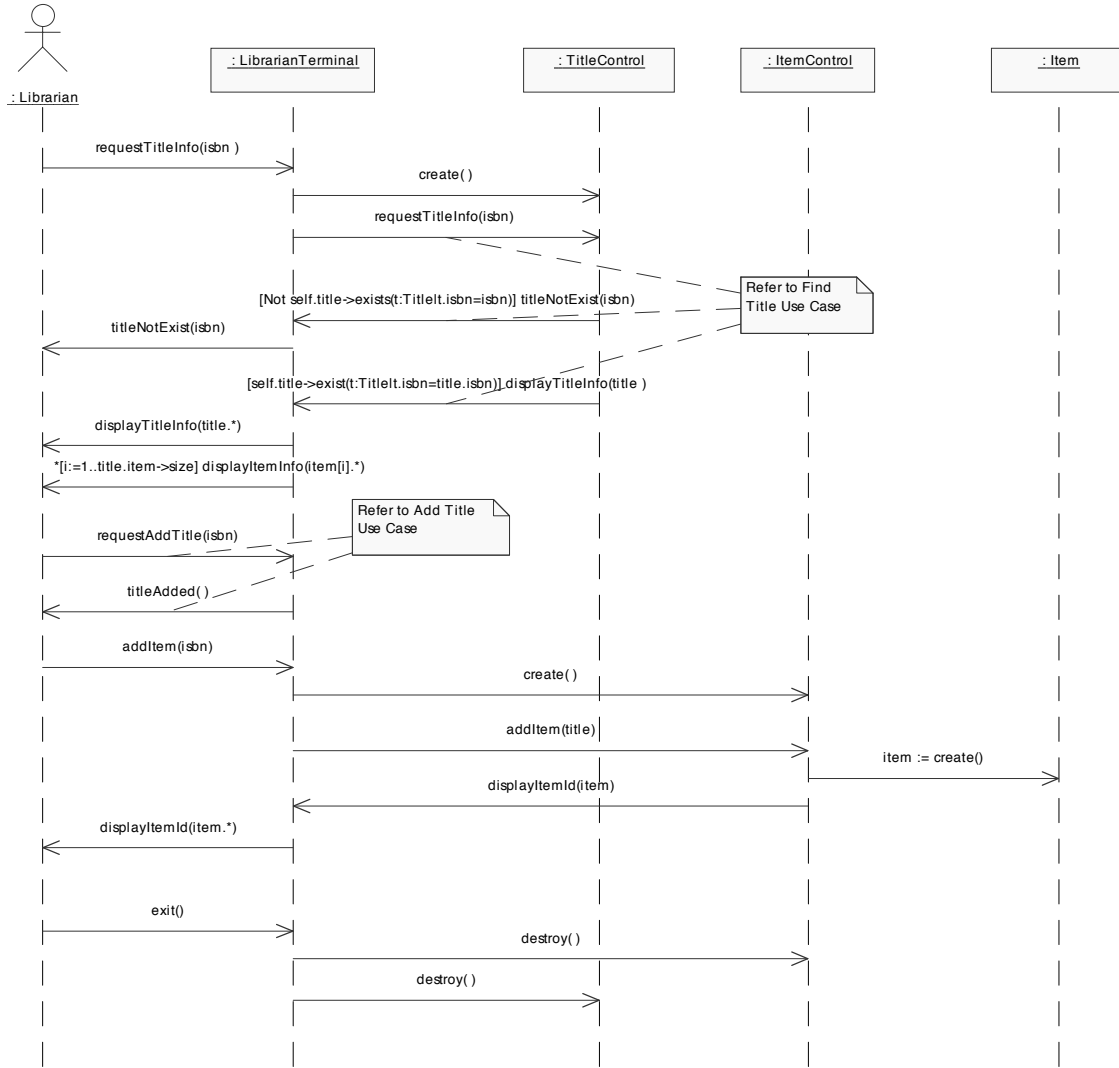 : LibrarianTerminal
: TitleControl
: ItemControl
: Item
: Librarian
requestTitleInfo(isbn )
create( )
requestTitleInfo(isbn)
Refer to Find
Title Use Case
[Not self.title->exists(t:Titlelt.isbn=isbn)] titleNotExist(isbn)
titleNotExist(isbn)
[self.title->exist(t:Titlelt.isbn=title.isbn)] displayTitleInfo(title )
displayTitleInfo(title.*)
*[i:=1..title.item->size] displayItemInfo(item[i].*)
Refer to Add Title
Use Case
requestAddTitle(isbn)
titleAdded( )
addItem(isbn)
create( )
addItem(title)
item := create()
displayItemId(item)
displayItemId(item.*)
exit()
destroy( )
destroy( )